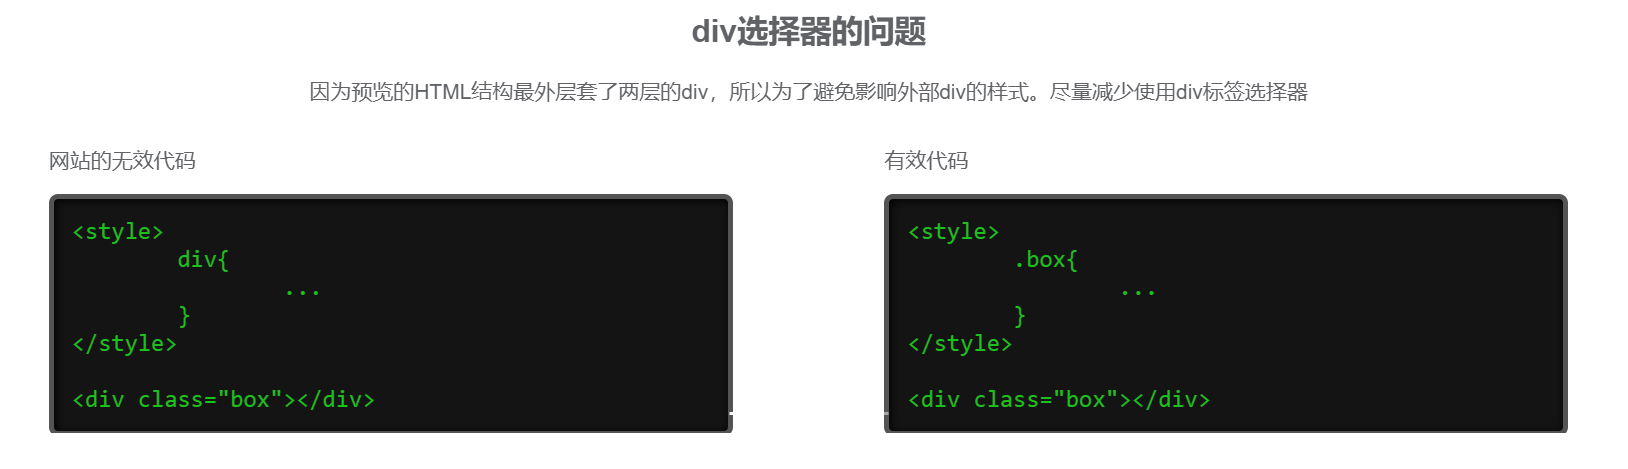 div选择器的问题
因为预览的HTML结构最外层套了两层的div，所以为了避免影响外部div的样式。尽量减少使用div标签选择器
网站的无效代码
<style>
div{
...
}
</style>
<div class="box"></div>
有效代码
<style>
.box{
...
}
</style>
<div class="box"></div>